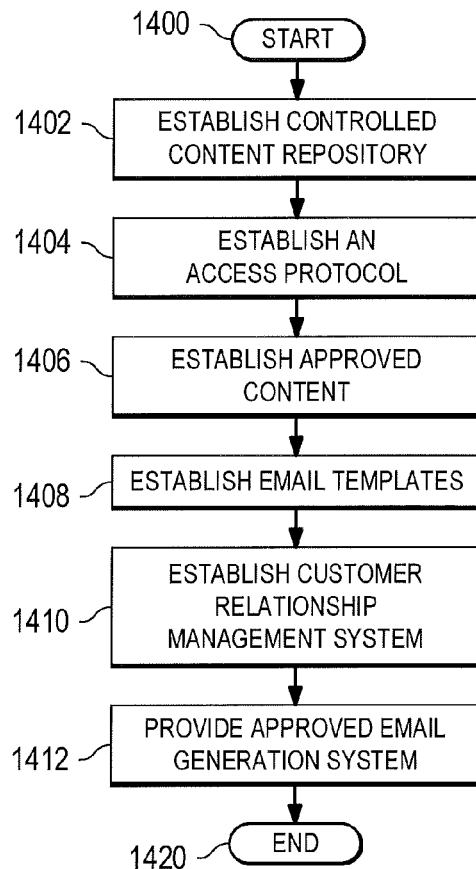 1400
START
1402
ESTABLISH CONTROLLED
CONTENT REPOSITORY
1404
ESTABLISH AN
ACCESS PROTOCOL
1406
ESTABLISH APPROVED
CONTENT
1408
ESTABLISH EMAIL TEMPLATES
1410
ESTABLISH CUSTOMER
RELATIONSHIP
MANAGEMENT SYSTEM
1412
PROVIDE APPROVED EMAIL
GENERATION SYSTEM
1420
END